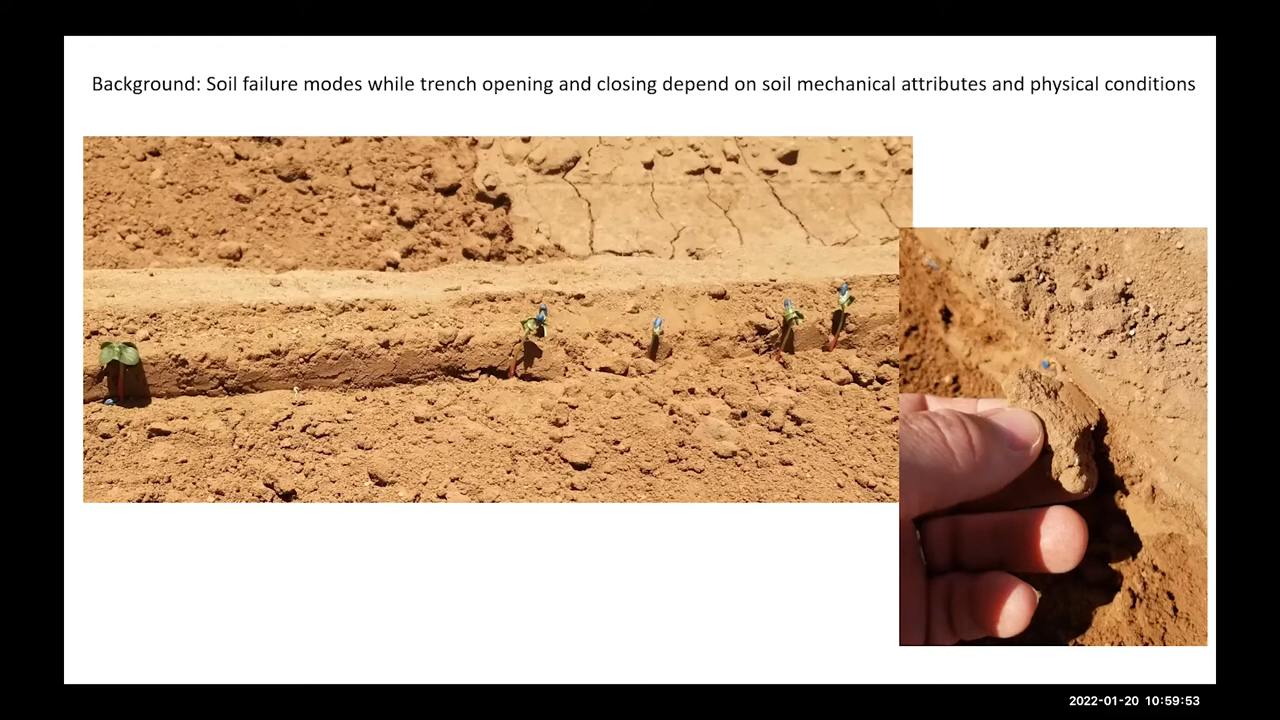 Background: Soil failure modes while trench opening and closing depend on soil mechanical attributes and physical conditions
2022-01-20 10:59:53